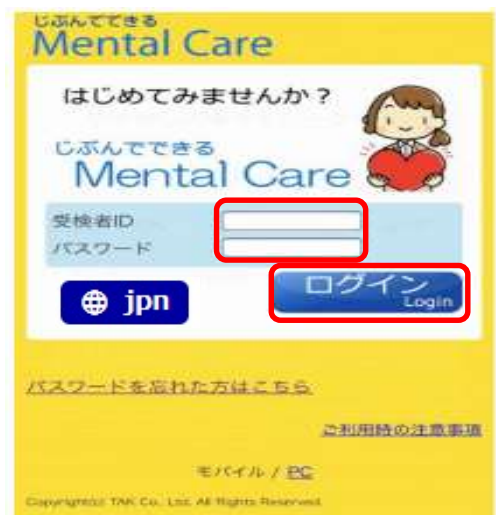 じぶんでできる
Mental Care
はじめてみませんか？
じぶんでできる
Mental Care
受検者ID
パスワード
jpn
ログイン
Login
パスワードを忘れた方はこちら
ご利用時の注意事項
モバイル / PC
Copyright(c) TAK Co., Ltd. All Rights Reserved.